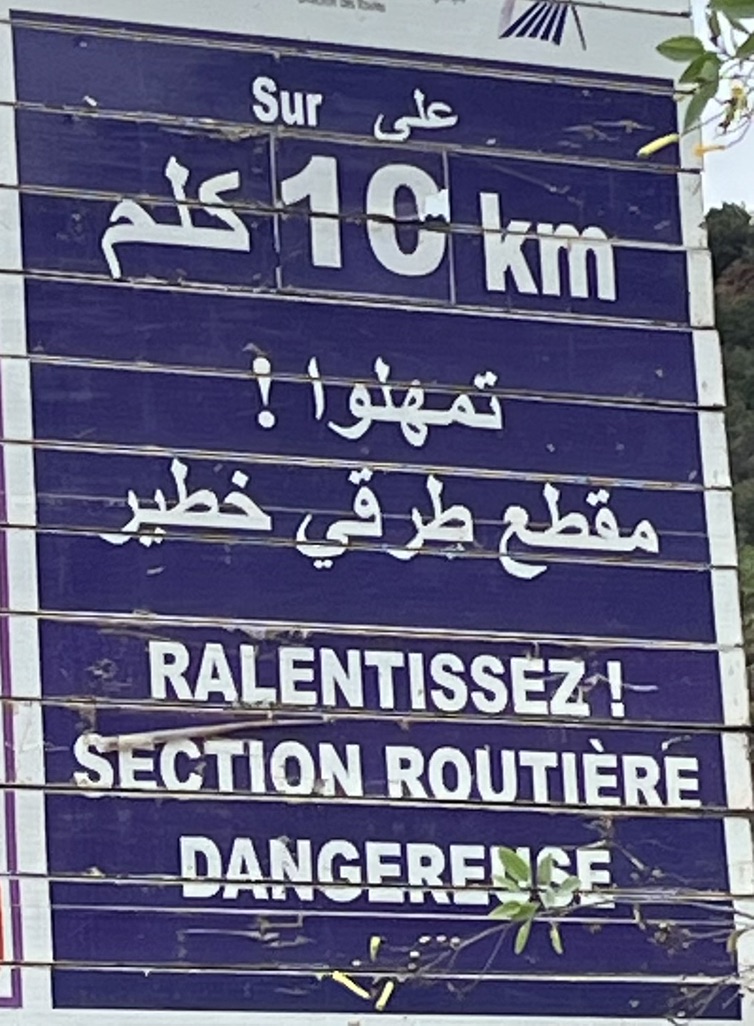 Sur على
كلم 10 km
تمهلوا !
مقطع طرقي خطير
RALENTISSEZ !
SECTION ROUTIÈRE
DANGEREUSE